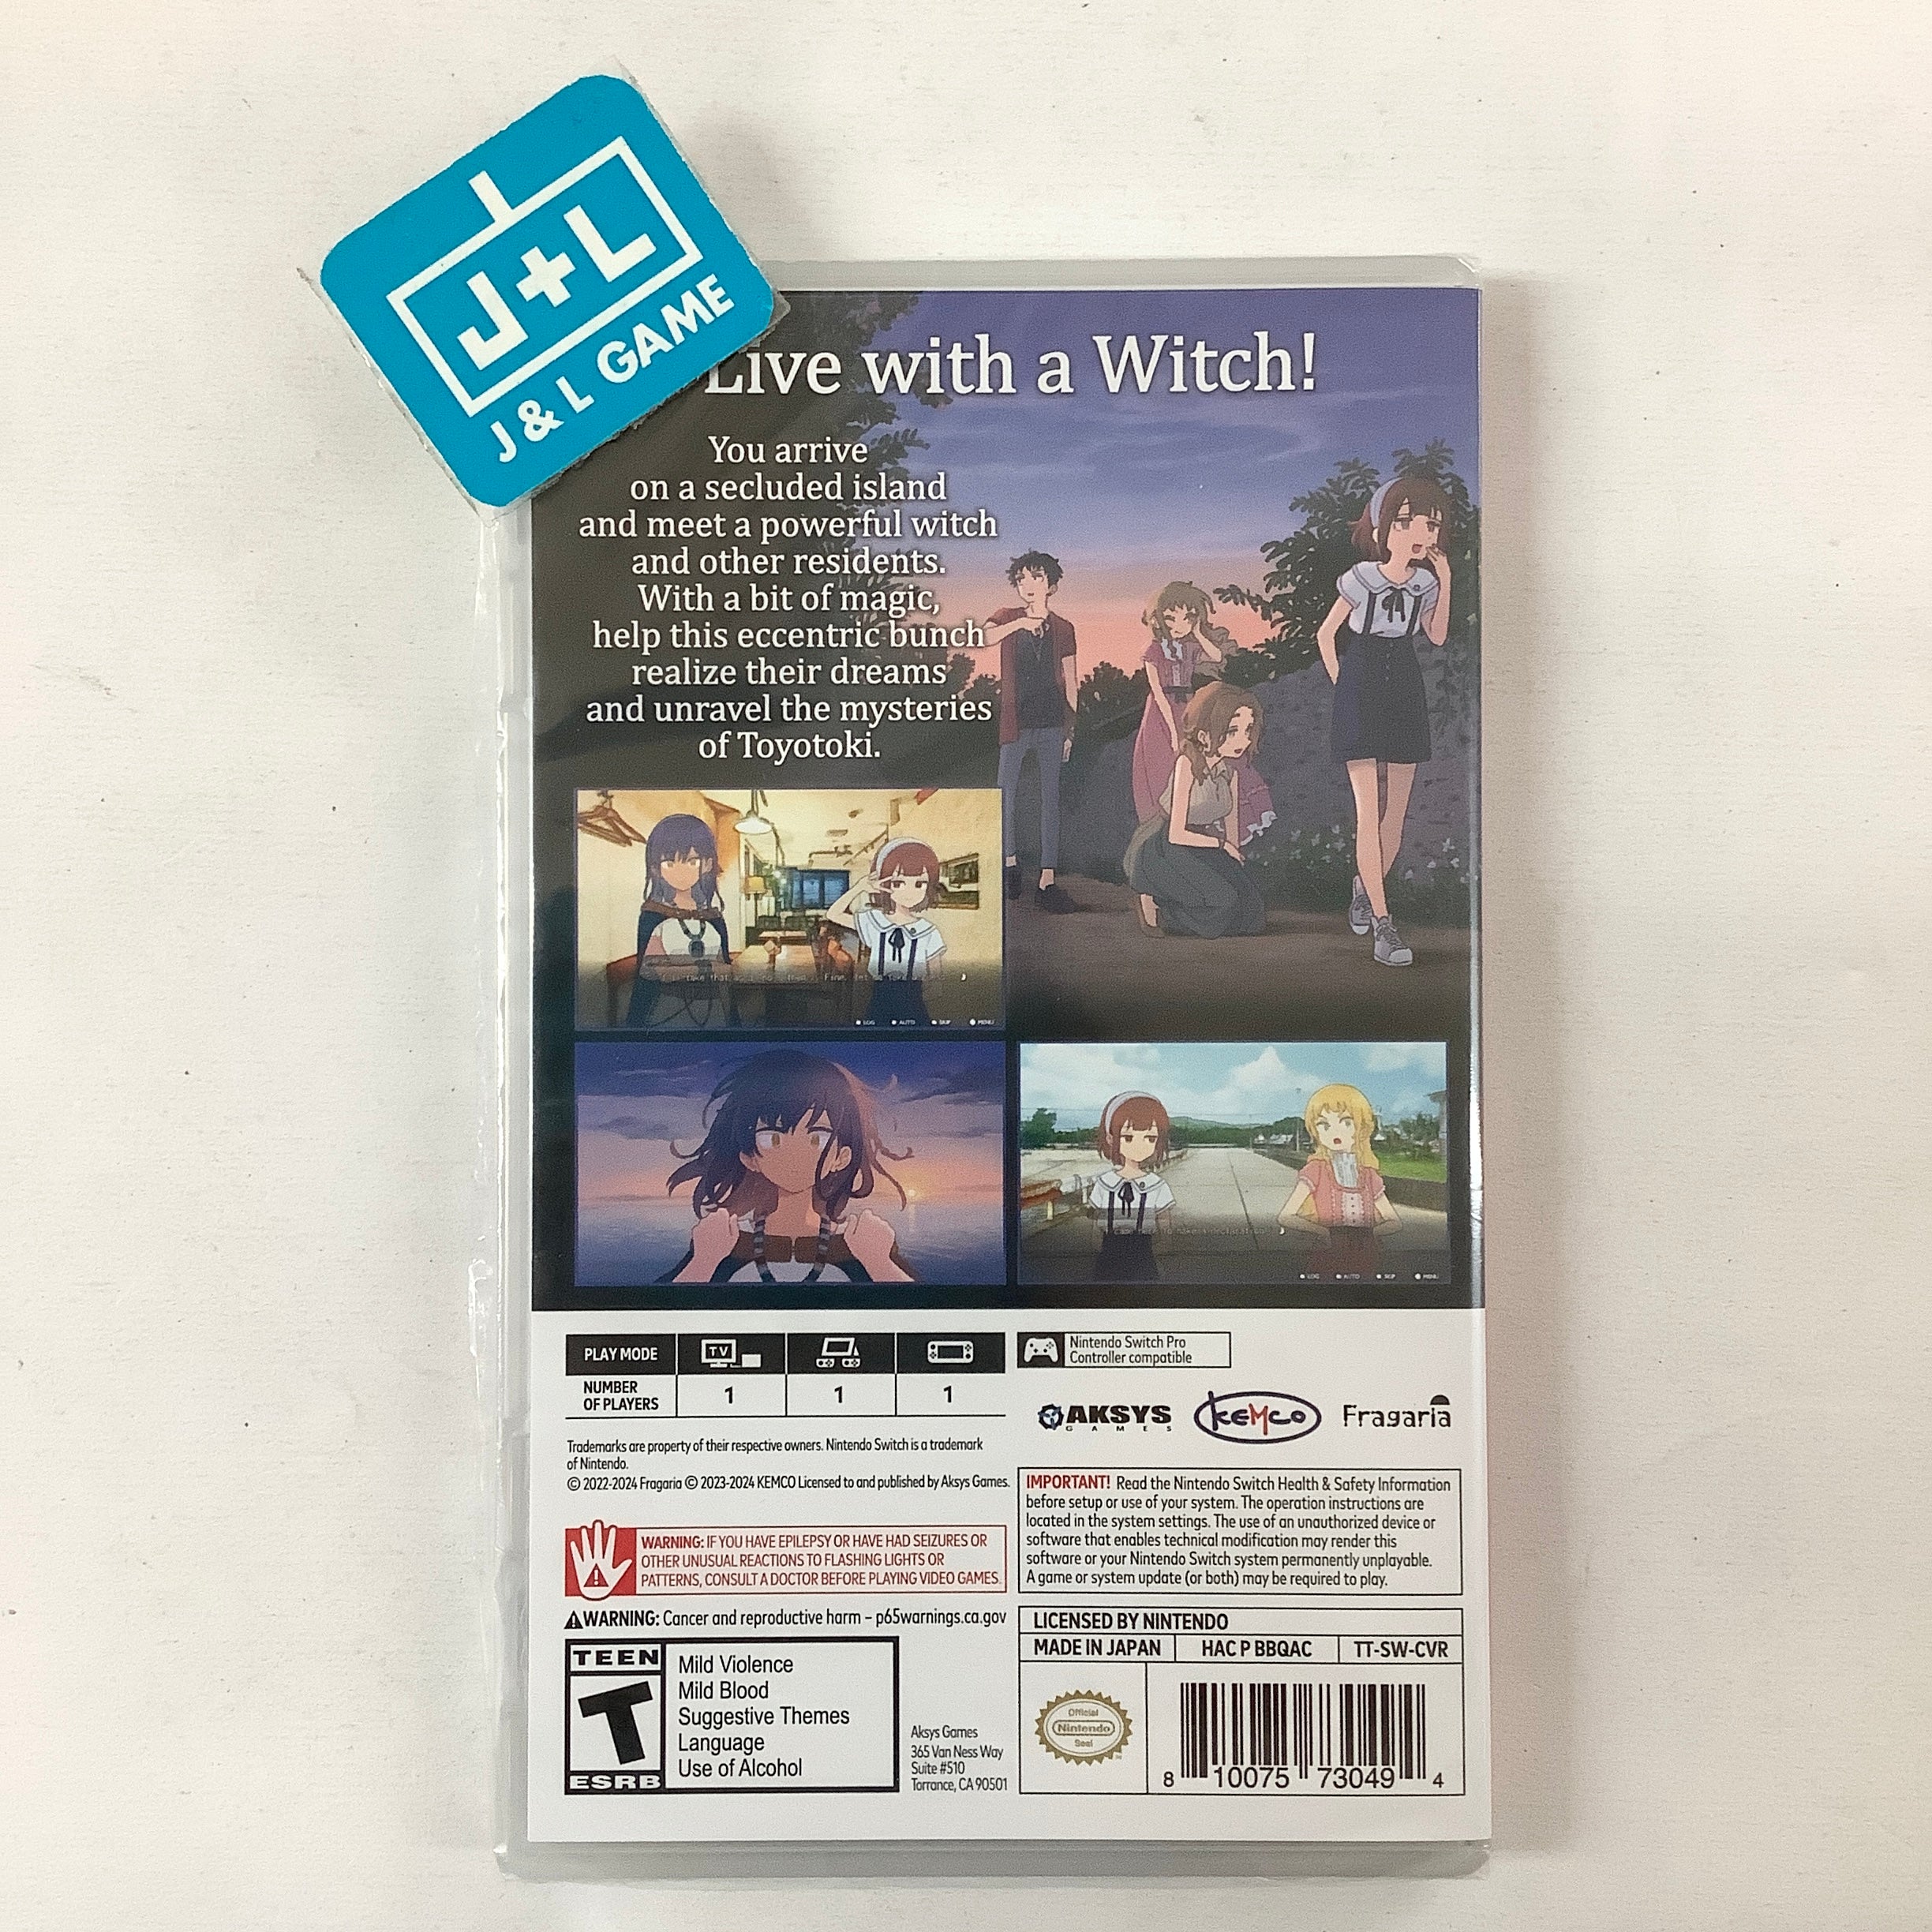 J+L
J & L GAME
Live with a Witch!
You arrive
on a secluded island
and meet a powerful witch
and other residents.
With a bit of magic,
help this eccentric bunch
realize their dreams
and unravel the mysteries
of Toyotoki.
LOG AUTO SKIP MENU
LOG AUTO SKIP MENU
PLAY MODE TV
NUMBER
OF PLAYERS
1 1 1
Nintendo Switch Pro
Controller compatible
AKSYS
GAMES
KEMCO
Fragaria
Trademarks are property of their respective owners. Nintendo Switch is a trademark
of Nintendo.
© 2022-2024 Fragaria © 2023-2024 KEMCO Licensed to and published by Aksys Games.
WARNING: IF YOU HAVE EPILEPSY OR HAVE HAD SEIZURES OR
OTHER UNUSUAL REACTIONS TO FLASHING LIGHTS OR
PATTERNS, CONSULT A DOCTOR BEFORE PLAYING VIDEO GAMES.
WARNING: Cancer and reproductive harm – p65warnings.ca.gov
IMPORTANT! Read the Nintendo Switch Health & Safety Information
before setup or use of your system. The operation instructions are
located in the system settings. The use of an unauthorized device or
software that enables technical modification may render this
software or your Nintendo Switch system permanently unplayable.
A game or system update (or both) may be required to play.
TEEN
T
ESRB
Mild Violence
Mild Blood
Suggestive Themes
Language
Use of Alcohol
Aksys Games
365 Van Ness Way
Suite #510
Torrance, CA 90501
LICENSED BY NINTENDO
MADE IN JAPAN HAC P BBQAC TT-SW-CVR
Official
Nintendo
Seal
8 10075 73049 4